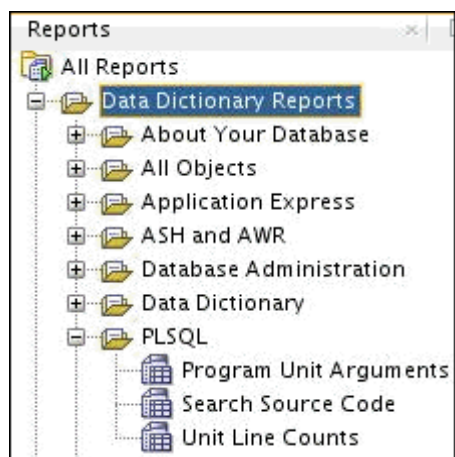 Reports
All Reports
Data Dictionary Reports
About Your Database
All Objects
Application Express
ASH and AWR
Database Administration
Data Dictionary
PLSQL
Program Unit Arguments
Search Source Code
Unit Line Counts